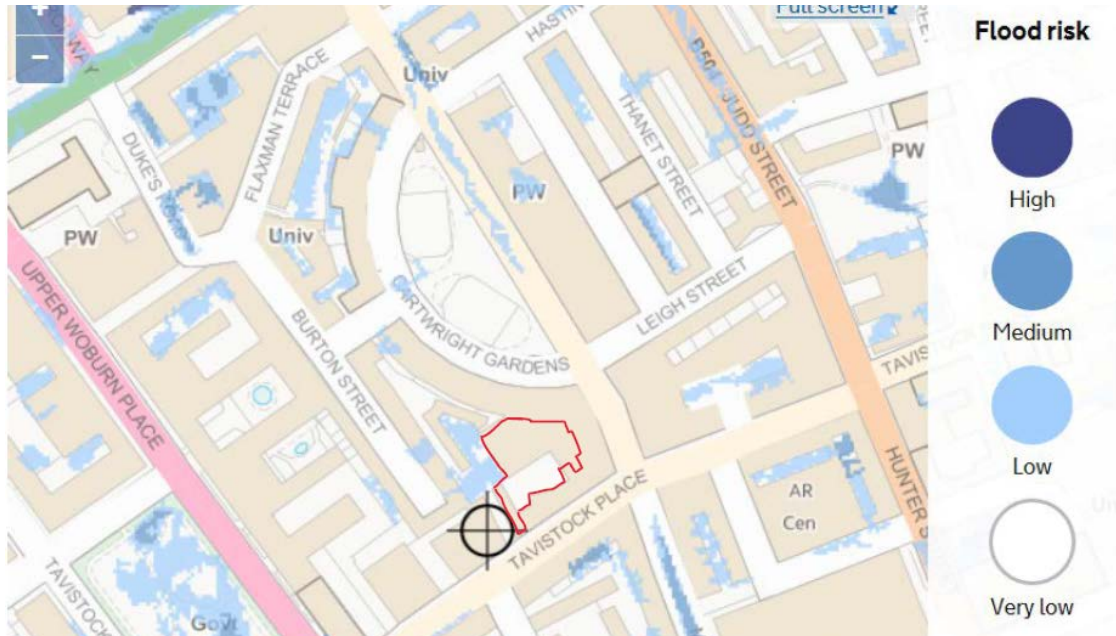 Full screen
+
−
WAY
HASTIN
Univ
FLAXMAN TERRACE
JUDD STREET
DUKE'S ROAD
THANET STREET
PW
PW
PW
Univ
UPPER WOBURN PLACE
CARTWRIGHT GARDENS
LEIGH STREET
BURTON STREET
TAVIS
HUNTER S
AR
Cen
TAVISTOCK PLACE
TAVISTOCK
Govt
Flood risk
High
Medium
Low
Very low